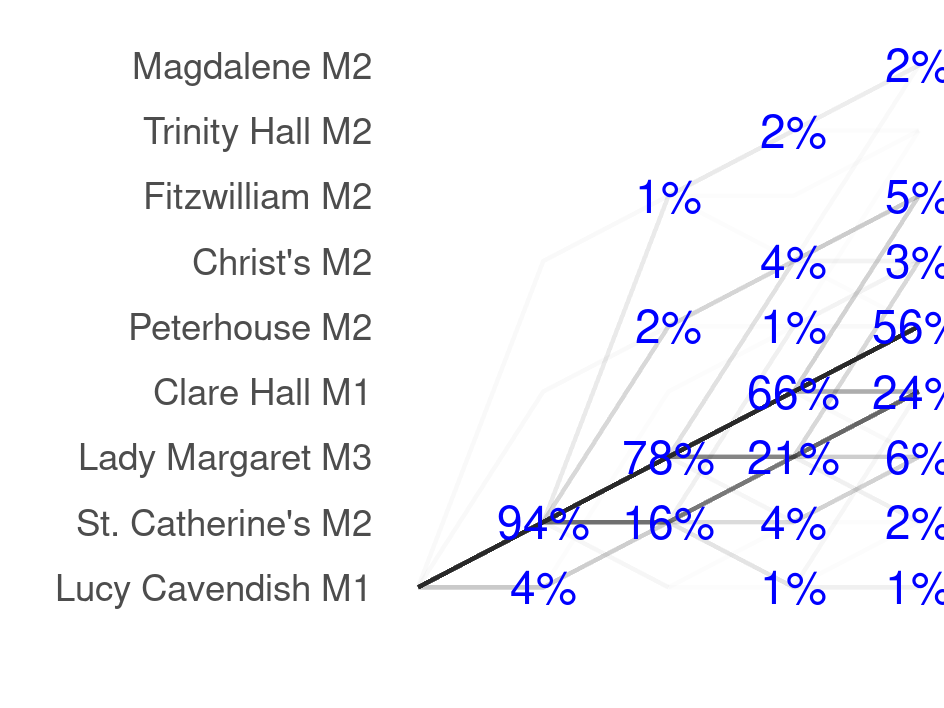 Magdalene M2 2%
Trinity Hall M2 2%
Fitzwilliam M2 1% 5%
Christ's M2 4% 3%
Peterhouse M2 2% 1% 56%
Clare Hall M1 66% 24%
Lady Margaret M3 78% 21% 6%
St. Catherine's M2 94% 16% 4% 2%
Lucy Cavendish M1 4% 1% 1%